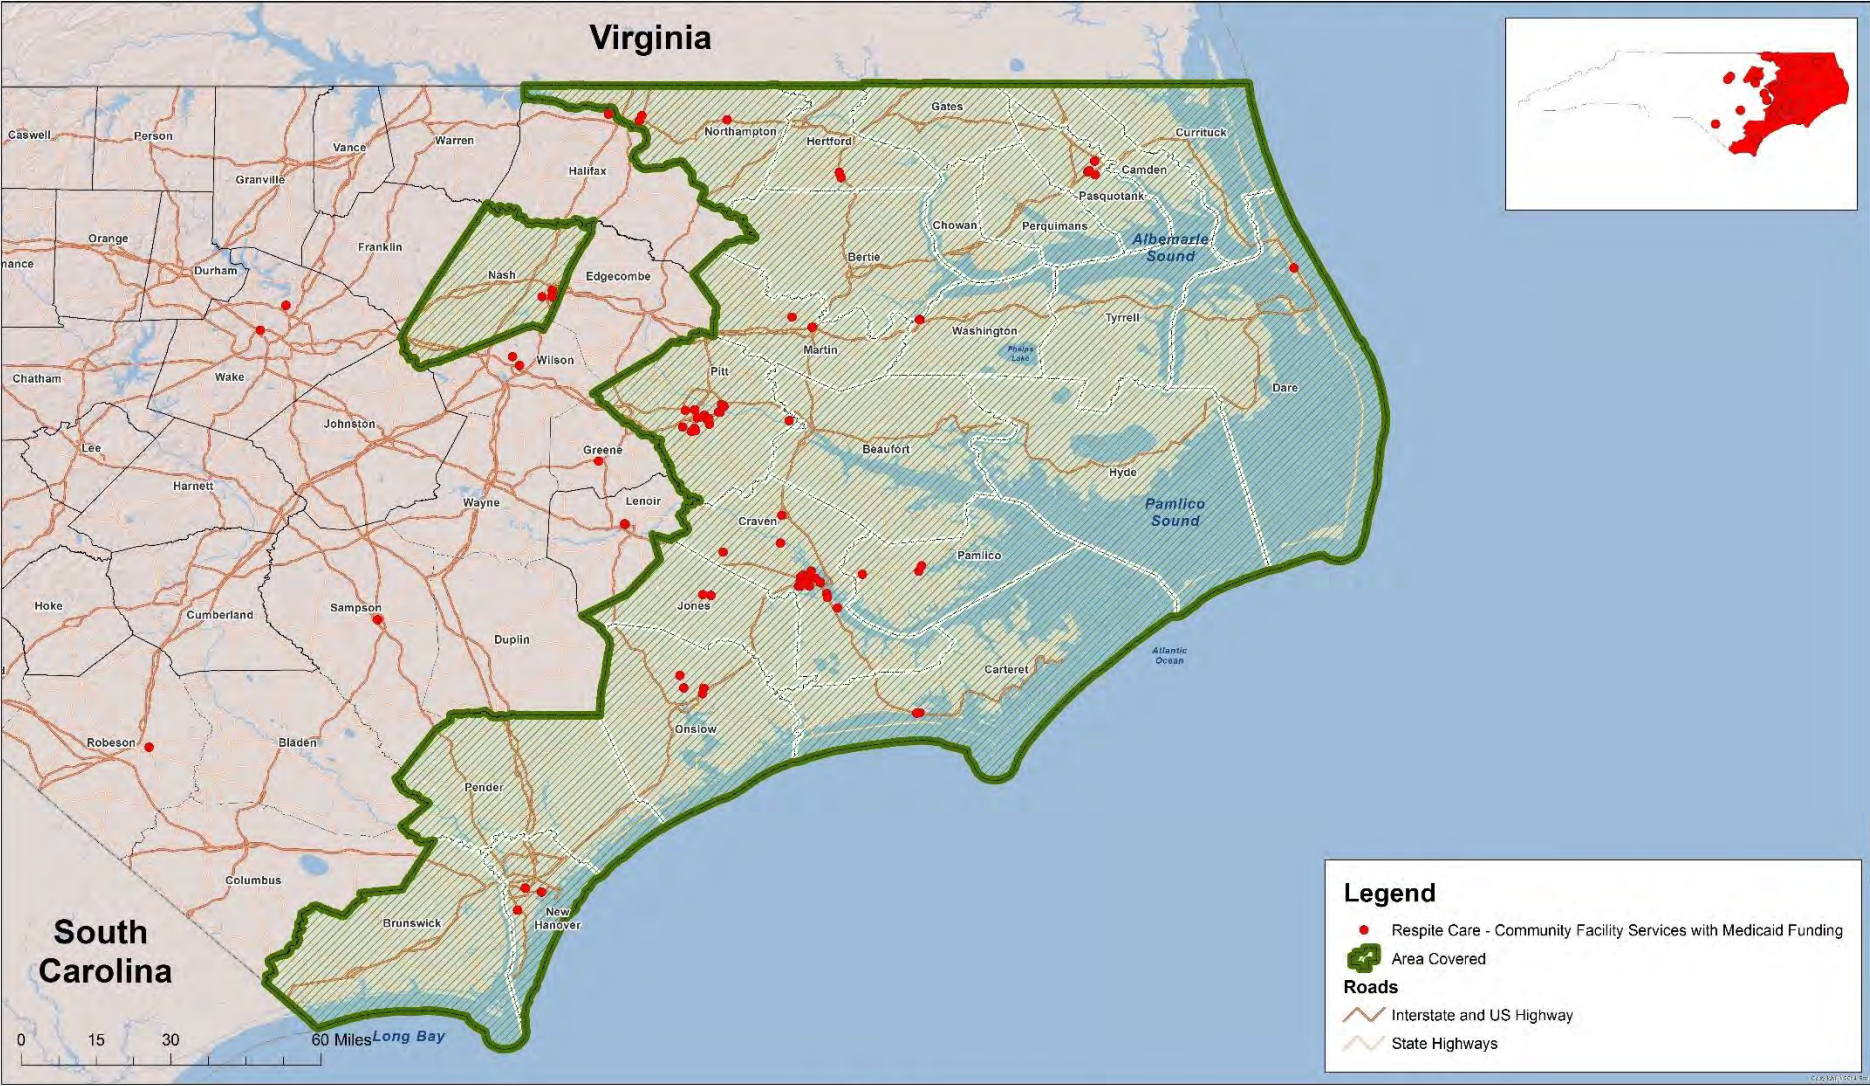 Virginia
Gates
Currituck
Caswell
Person
Vance
Warren
Northampton
Hertford
Halifax
Camden
Granville
Pasquotank
Orange
Franklin
Chowan
Perquimans
Albemarle
Sound
mance
Durham
Nash
Edgecombe
Bertie
Tyrrell
Washington
Martin
Phelps
Lake
Wilson
Chatham
Wake
Pitt
Dare
Johnston
Lee
Greene
Beaufort
Hyde
Harnett
Wayne
Lenoir
Pamlico
Sound
Craven
Pamlico
Hoke
Cumberland
Sampson
Jones
Duplin
Atlantic
Ocean
Carteret
Onslow
Robeson
Bladen
Pender
Columbus
Brunswick
New
Hanover
South
Carolina
0 15 30 60 Miles
Long Bay
Legend
Respite Care - Community Facility Services with Medicaid Funding
Area Covered
Roads
Interstate and US Highway
State Highways